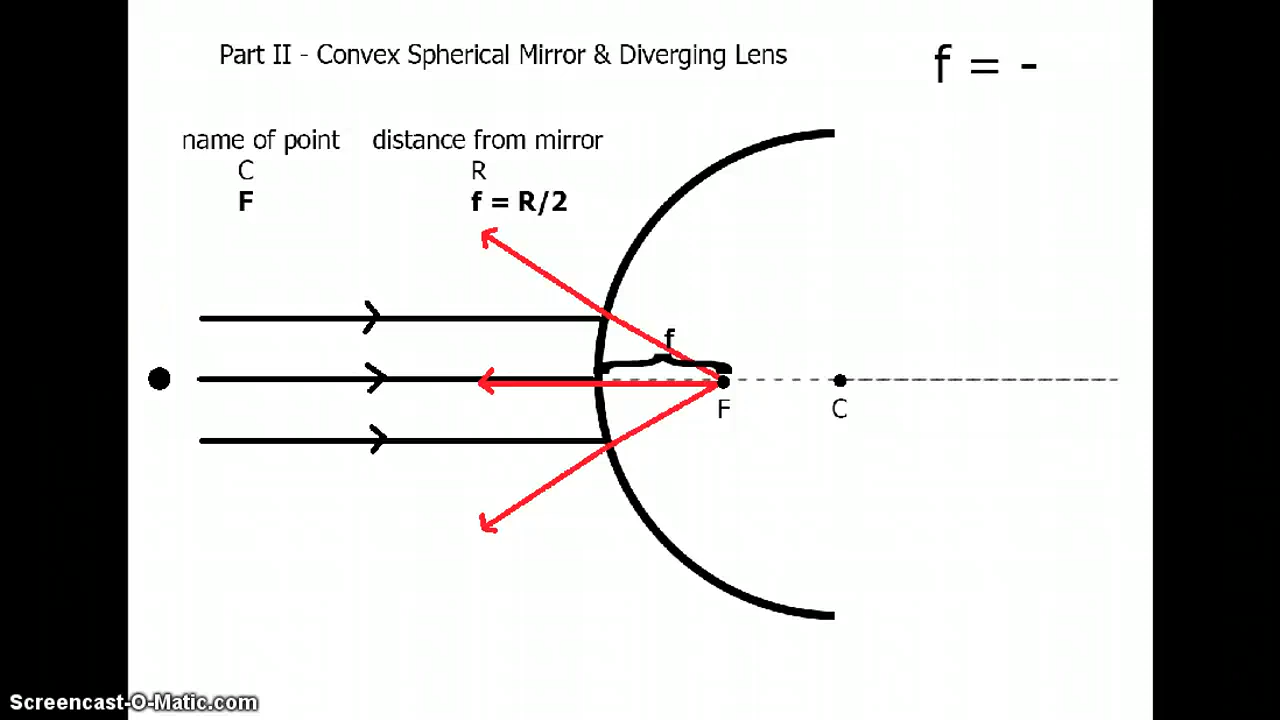 Part II - Convex Spherical Mirror & Diverging Lens
f = -
name of point distance from mirror
C R
F f = R/2
f
F C
Screencast-O-Matic.com